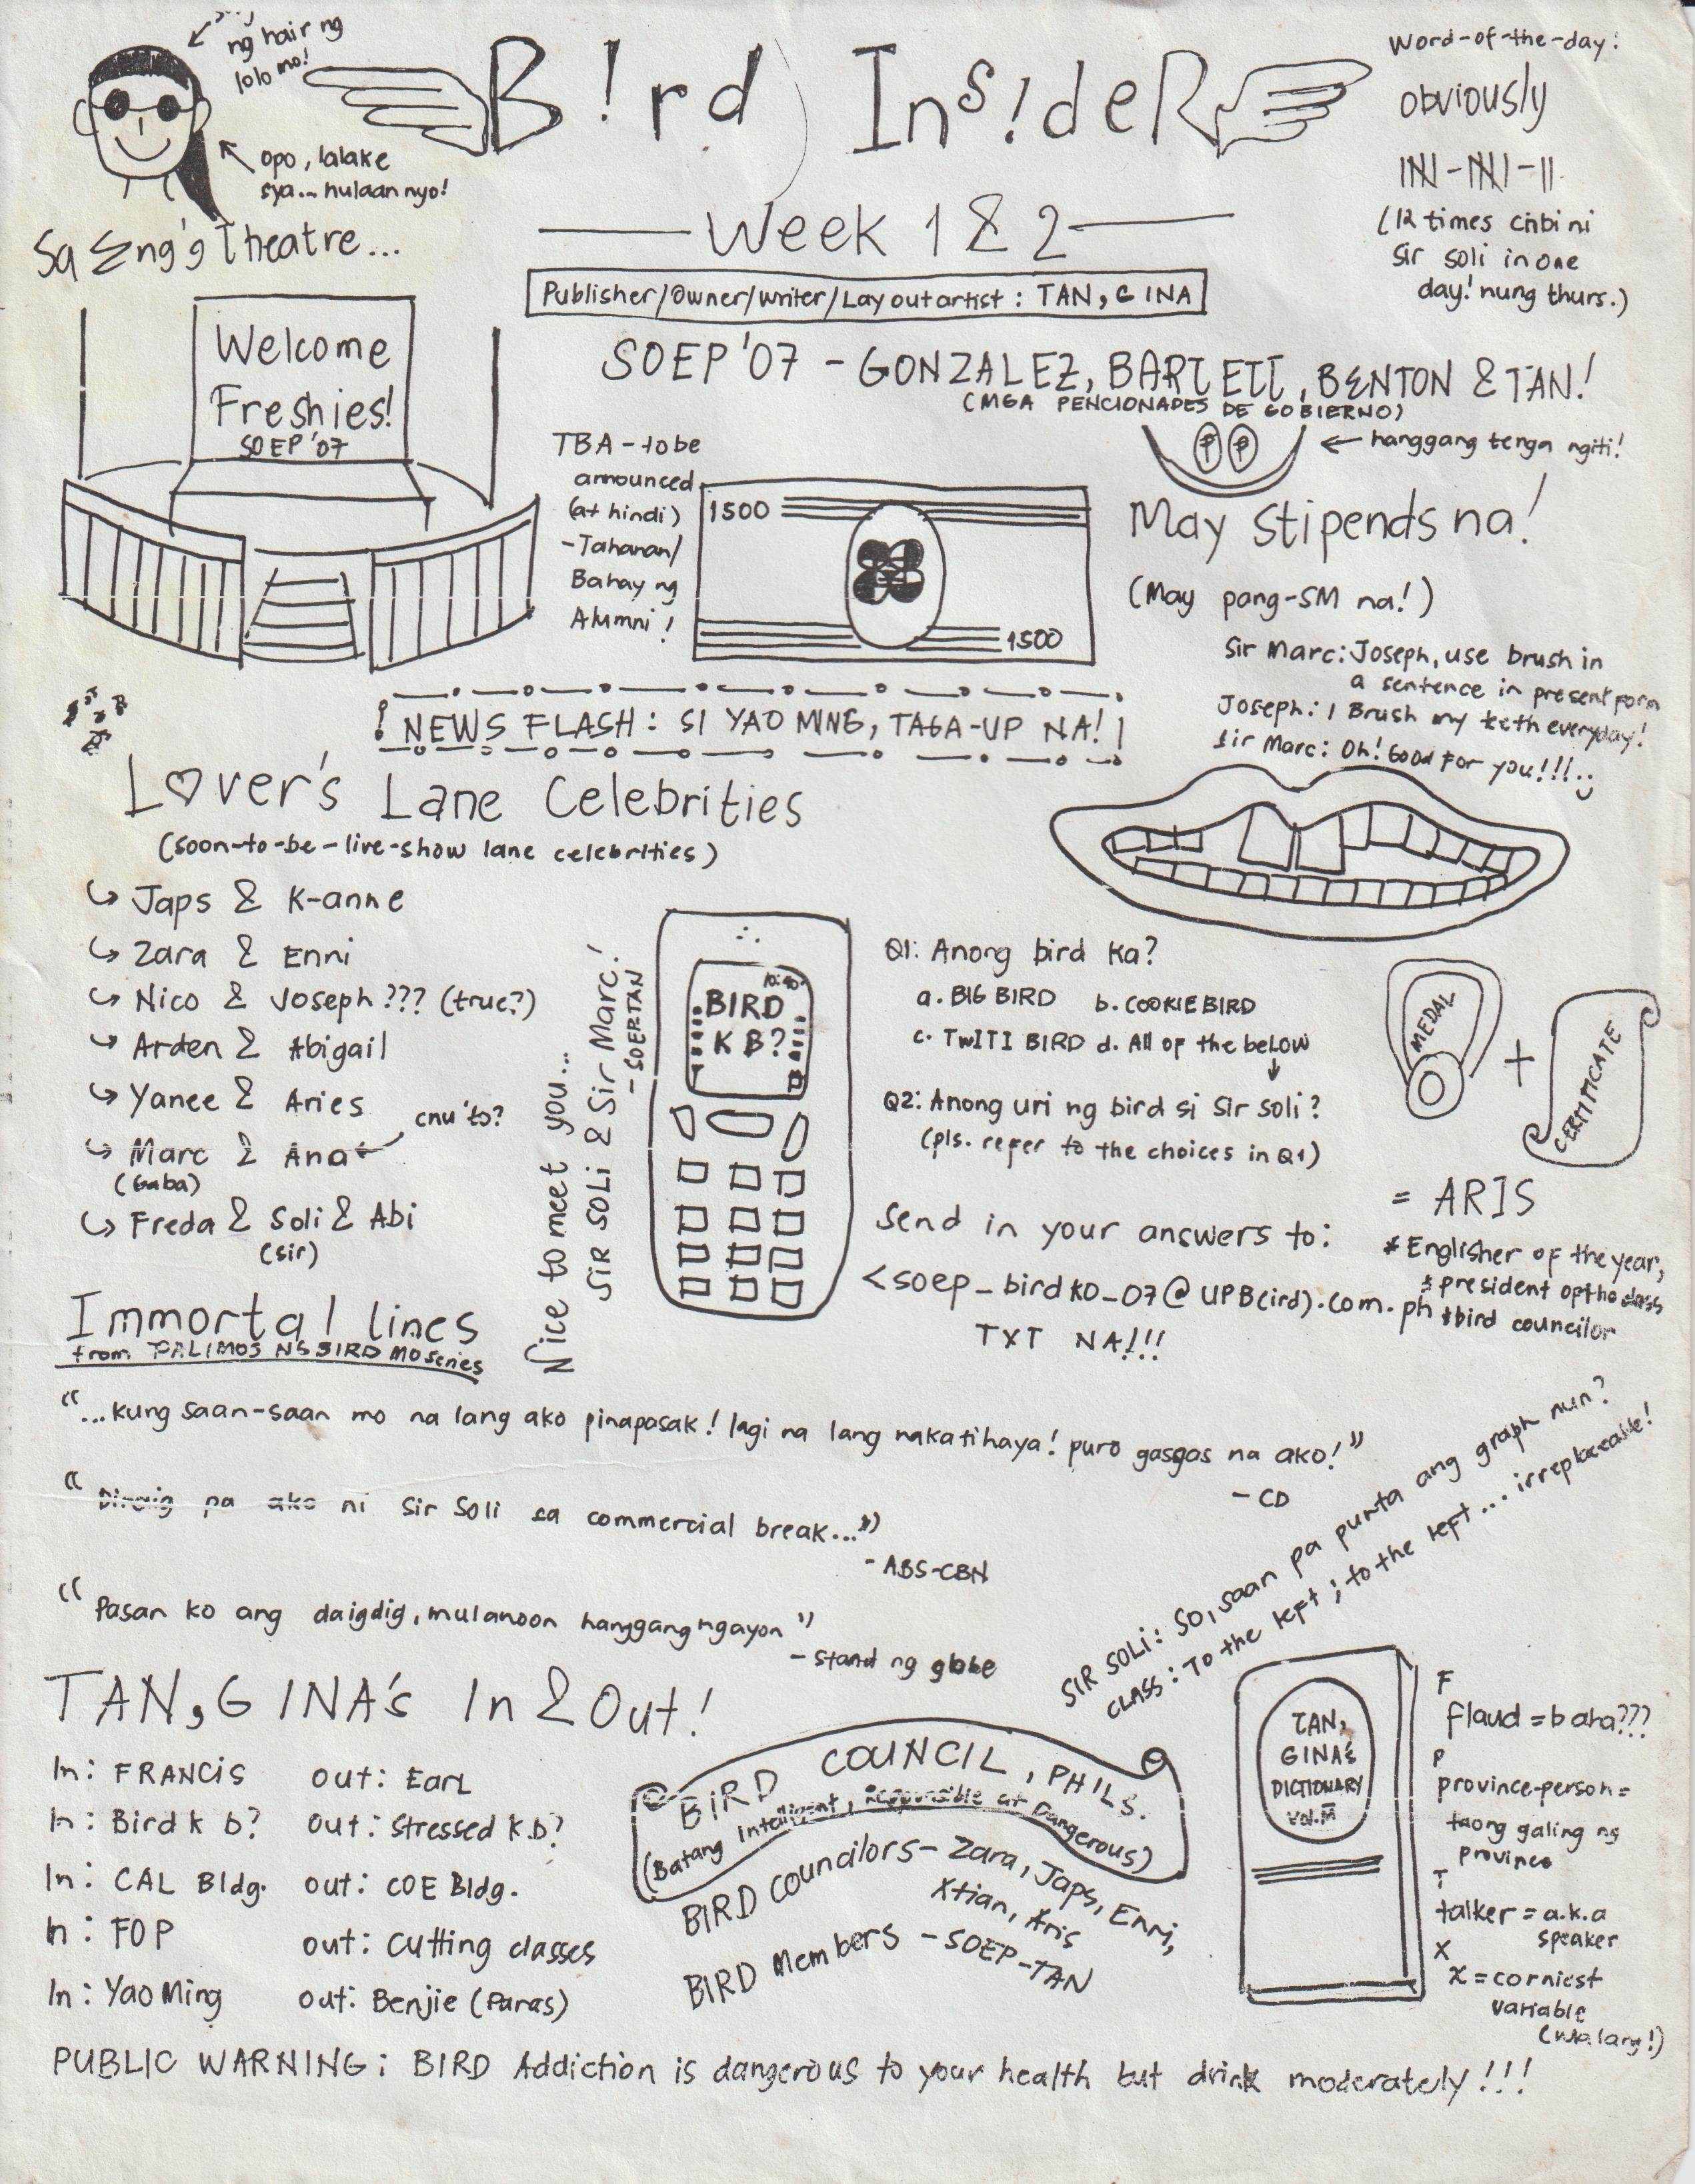 ng hair ng
lolo mo!
opo, lalake
sya... hulaan nyo!
B!rd Ins!deR
Week 1 & 2
Publisher/Owner/writer/Layout artist : TAN, G INA
Word-of-the-day:
obviously
(12 times cnbi ni
Sir Soli in one
day! nung thurs.)
Sa Eng'g Theatre...
Welcome
Freshies!
SOEP '07
SOEP '07 - GONZALEZ, BARTLETT, BENTON & TAN!
(MGA PENCIONADES DE GOBIERNO)
P P
hanggang tenga ngiti!
TBA - to be
announced
(at hindi)
-Tahanan/
Bahay ng
Alumni!
1500
1500
May stipends na!
(May pang-SM na!)
Sir Marc: Joseph, use brush in
a sentence in present form
Joseph: I Brush my teeth everyday!
Sir Marc: Oh! Good For you!!! :)
! NEWS FLASH: SI YAO MING, TAGA-UP NA! !
Lover's Lane Celebrities
(soon-to-be-live-show lane celebrities)
Japs & K-anne
Zara & Enni
Nico & Joseph ??? (true?)
Arden & Abigail
Yanee & Aries
cnu 'to?
Marc & Ana
(Gaba)
Freda & Soli & Abi
(sir)
Nice to meet you...
SIR SOLI & Sir Marc!
- SOERTAN
10:40
BIRD
K B?
Q1: Anong bird ka?
a. BIG BIRD b. COOKIE BIRD
c. TwITI BIRD d. All of the beLOW
Q2: Anong uri ng bird si Sir Soli?
(pls. refer to the choices in Q1)
Send in your answers to:
<soep_birdko_07@UPB(ird).com.ph
TXT NA!!!
MEDAL
+
CERTIFICATE
= ARIS
* Englisher of the year,
* president op tha class
* bird councilor
Immortal lines
from PALIMOS NG BIRD MO series
"...kung saan-saan mo na lang ako pinapasak! lagi na lang nakatihaya! puro gasgas na ako!"
- CD
" Dinaig pa ako ni Sir Soli sa commercial break..."
- ABS-CBN
" Pasan ko ang daigdig, mula noon hanggang ngayon"
- stand ng globe
SIR SOLI: So, saan pa punta ang graph nun?
CLASS: To the left; to the left... irreplaceable!
TAN, G INA's In & Out!
In: FRANCIS out: Earl
In: Bird k b? out: Stressed k.b?
In: CAL Bldg. out: COE Bldg.
In: FOP out: Cutting classes
In: Yao Ming out: Benjie (Paras)
BIRD COUNCIL, PHILS.
(Batang Intelligent, Responsible at Dangerous)
BIRD councilors- Zara, Japs, Enni,
Xtian, Aris
BIRD Members - SOEP-TAN
TAN,
GINA'S
DICTIONARY
vol. III
F
flaud = baha???
P
province-person =
taong galing ng
province
T
talker = a.k.a
speaker
X
X = corniest
variable
(wala lang!)
PUBLIC WARNING: BIRD Addiction is dangerous to your health but drink moderately!!!